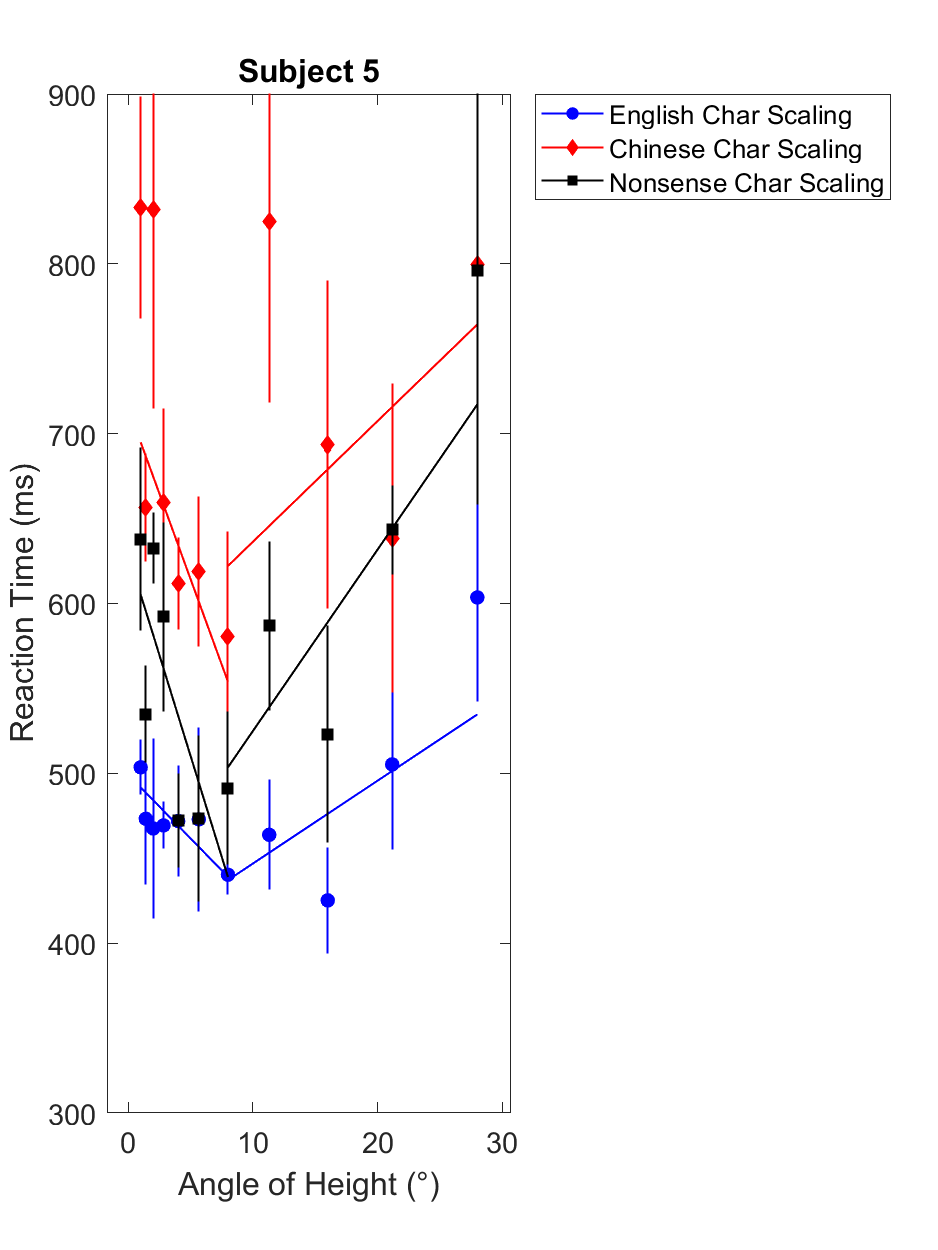 Subject 5
English Char Scaling
Chinese Char Scaling
Nonsense Char Scaling
900
800
700
600
500
400
300
Reaction Time (ms)
0 10 20 30
Angle of Height (°)